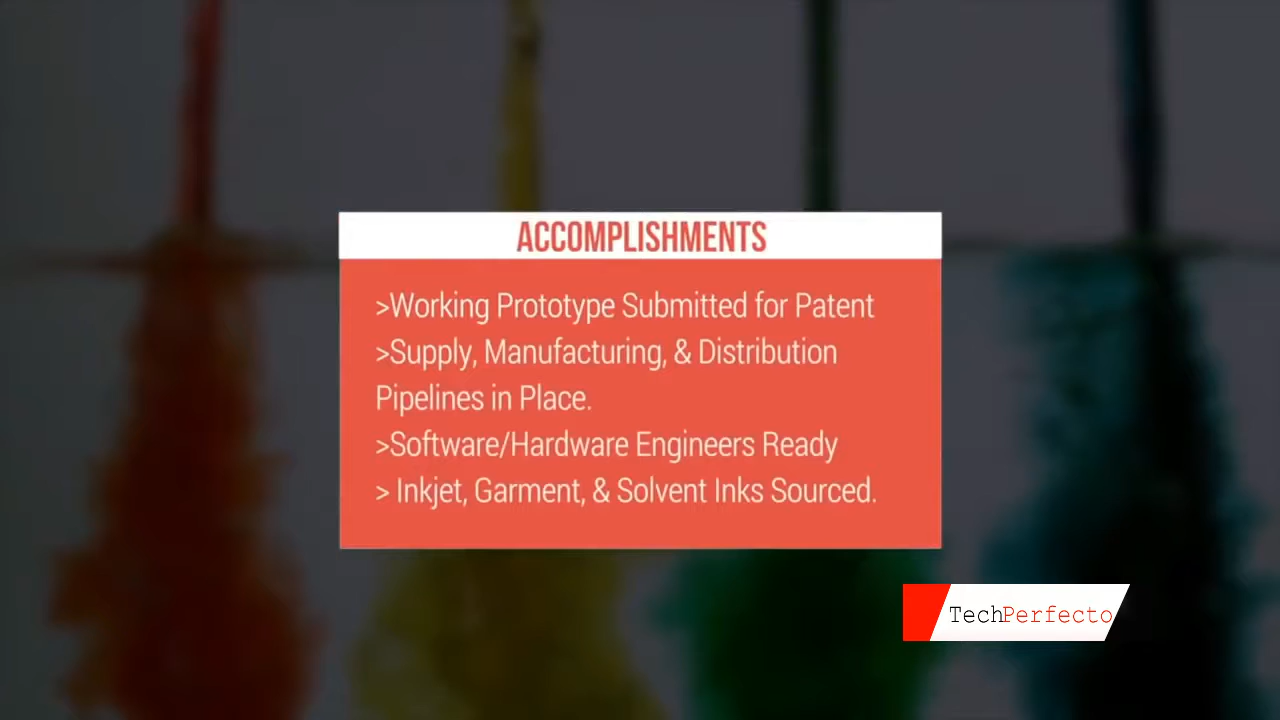 ACCOMPLISHMENTS
>Working Prototype Submitted for Patent
>Supply, Manufacturing, & Distribution
Pipelines in Place.
>Software/Hardware Engineers Ready
> Inkjet, Garment, & Solvent Inks Sourced.
TechPerfecto